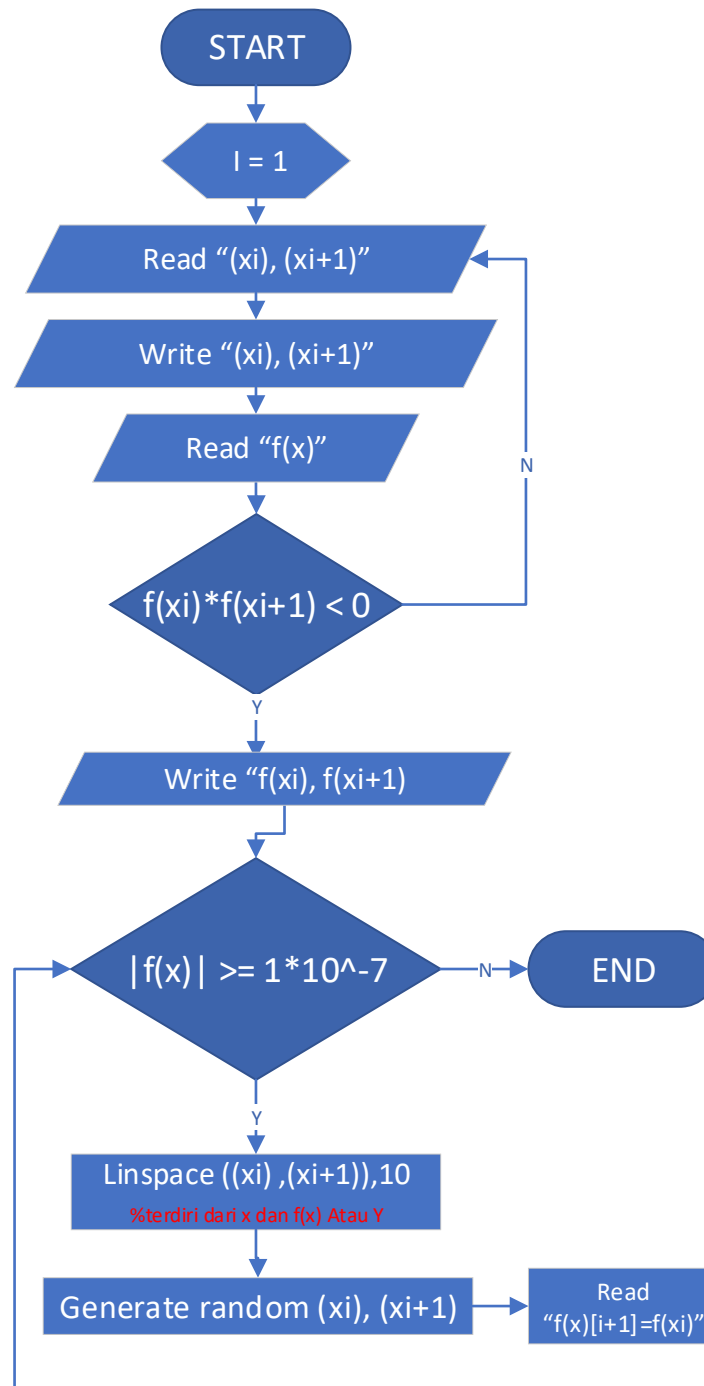 START
I = 1
Read “(xi), (xi+1)”
Write “(xi), (xi+1)”
Read “f(x)”
N
f(xi)*f(xi+1) < 0
Y
Write “f(xi), f(xi+1)
|f(x)| >= 1*10^-7
N
END
Y
Linspace ((xi) ,(xi+1)),10
%terdiri dari x dan f(x) Atau Y
Generate random (xi), (xi+1)
Read
“f(x)[i+1]=f(xi)”